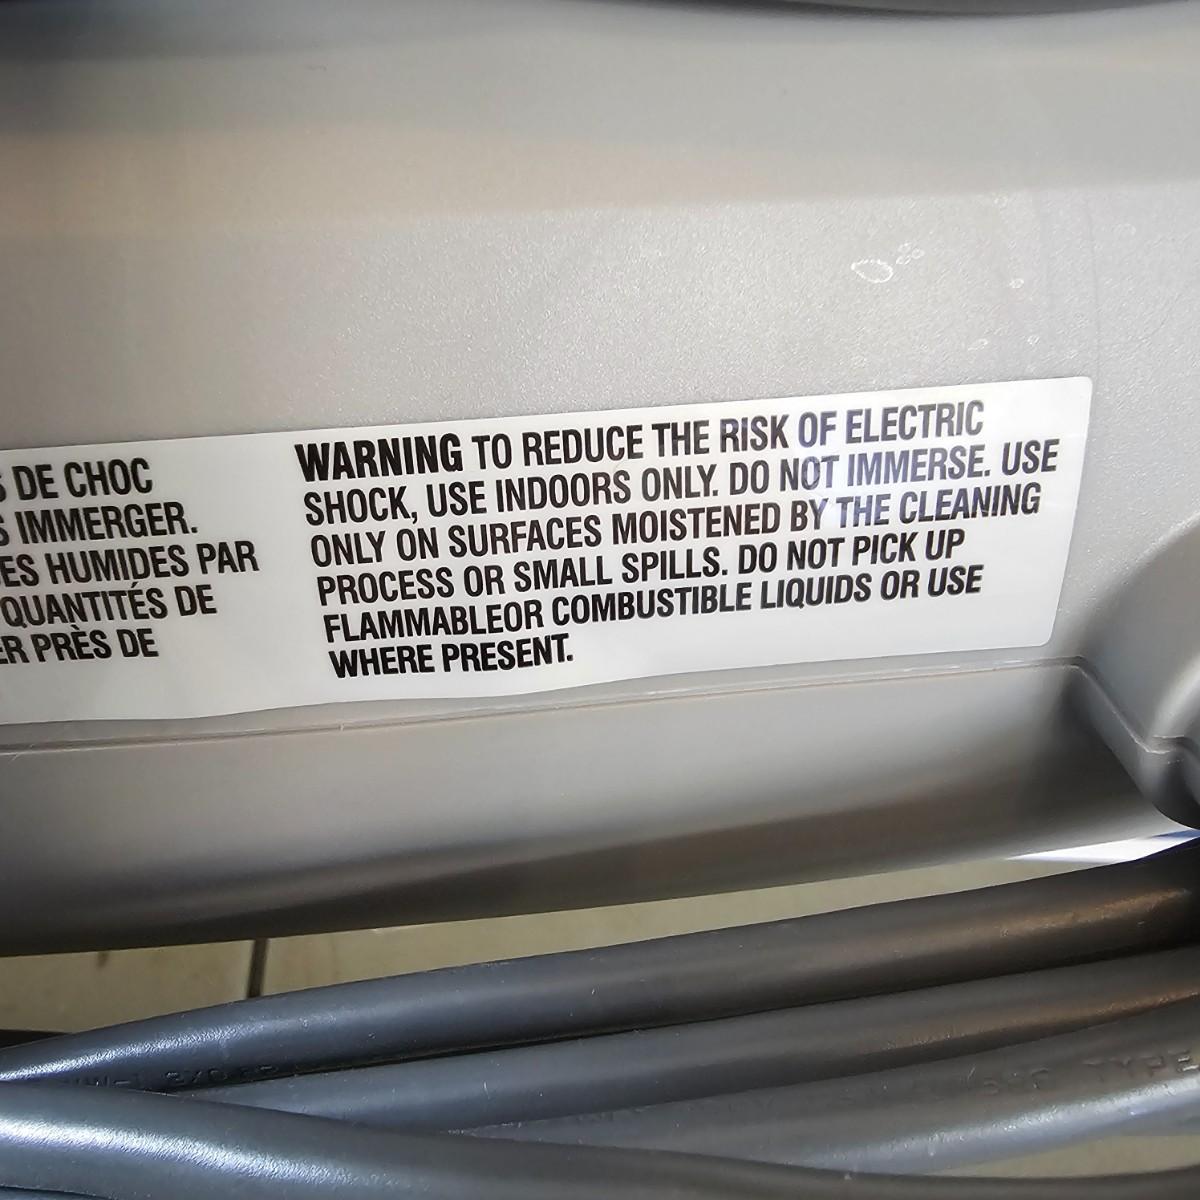 DE CHOC
IMMERGER.
HUMIDES PAR
QUANTITÉS DE
PRÈS DE
WARNING TO REDUCE THE RISK OF ELECTRIC
SHOCK, USE INDOORS ONLY. DO NOT IMMERSE. USE
ONLY ON SURFACES MOISTENED BY THE CLEANING
PROCESS OR SMALL SPILLS. DO NOT PICK UP
FLAMMABLEOR COMBUSTIBLE LIQUIDS OR USE
WHERE PRESENT.
TYPE